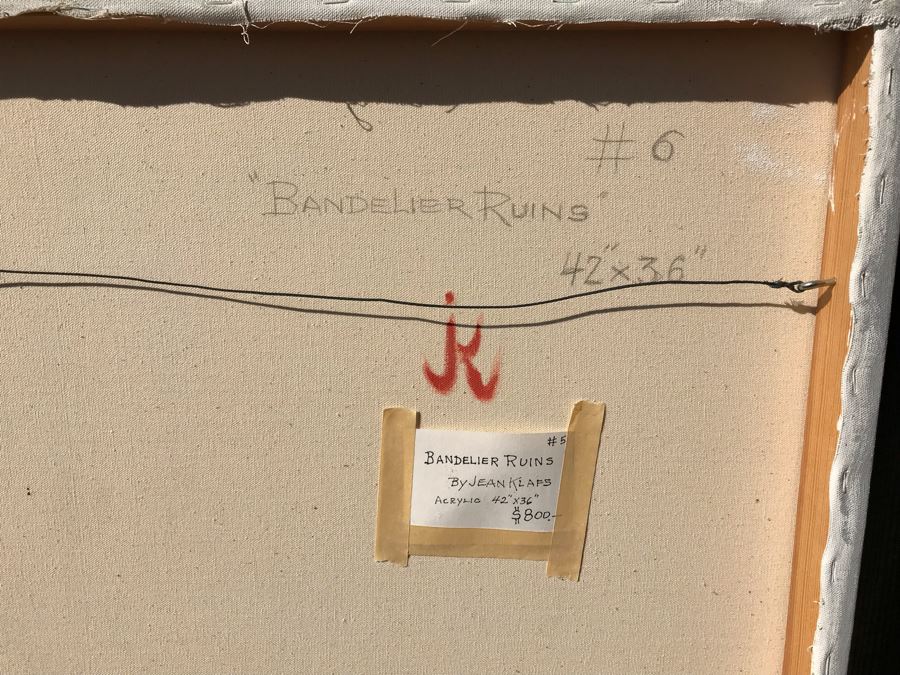 # 6
"BANDELIER RUINS"
42"x36"
jk
#5
BANDELIER RUINS
BY JEAN KLAFS
ACRYLIC 42"x36"
$800.-